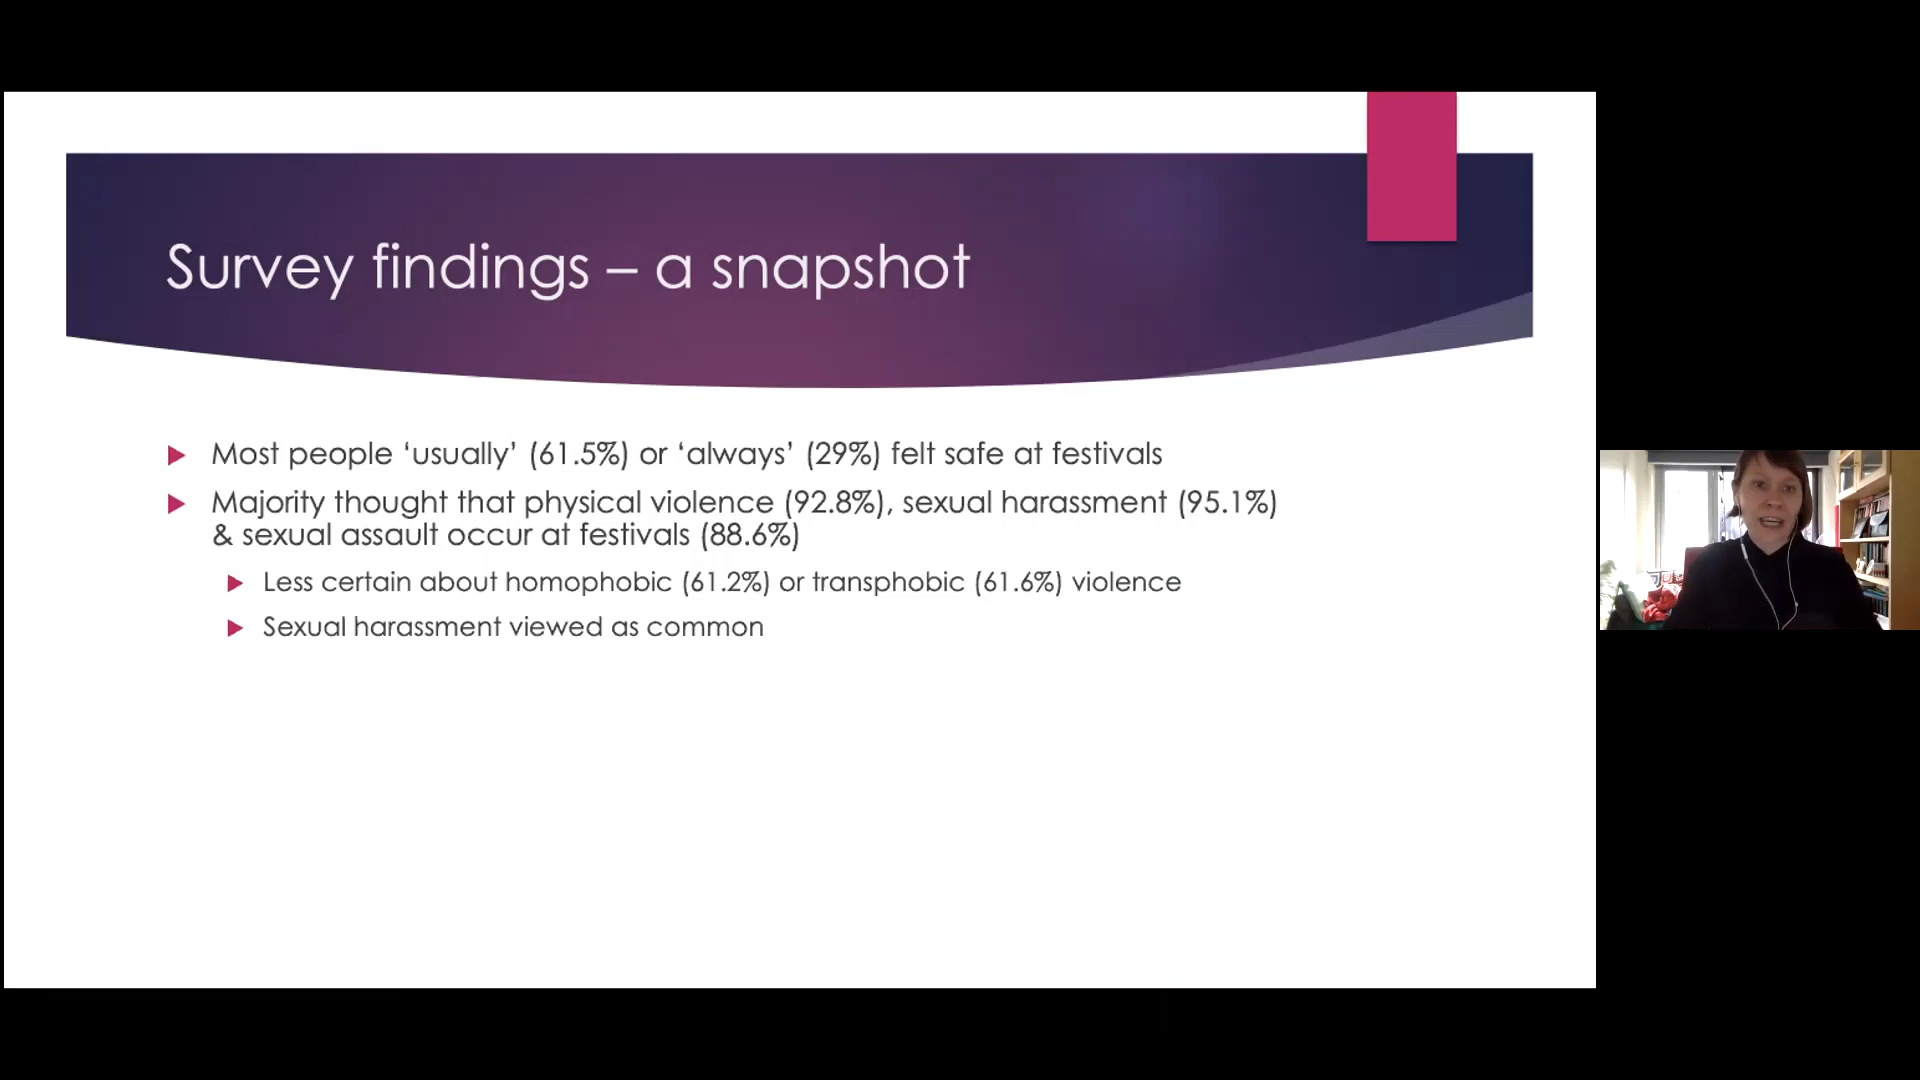 Survey findings – a snapshot
Most people ‘usually’ (61.5%) or ‘always’ (29%) felt safe at festivals
Majority thought that physical violence (92.8%), sexual harassment (95.1%)
& sexual assault occur at festivals (88.6%)
Less certain about homophobic (61.2%) or transphobic (61.6%) violence
Sexual harassment viewed as common